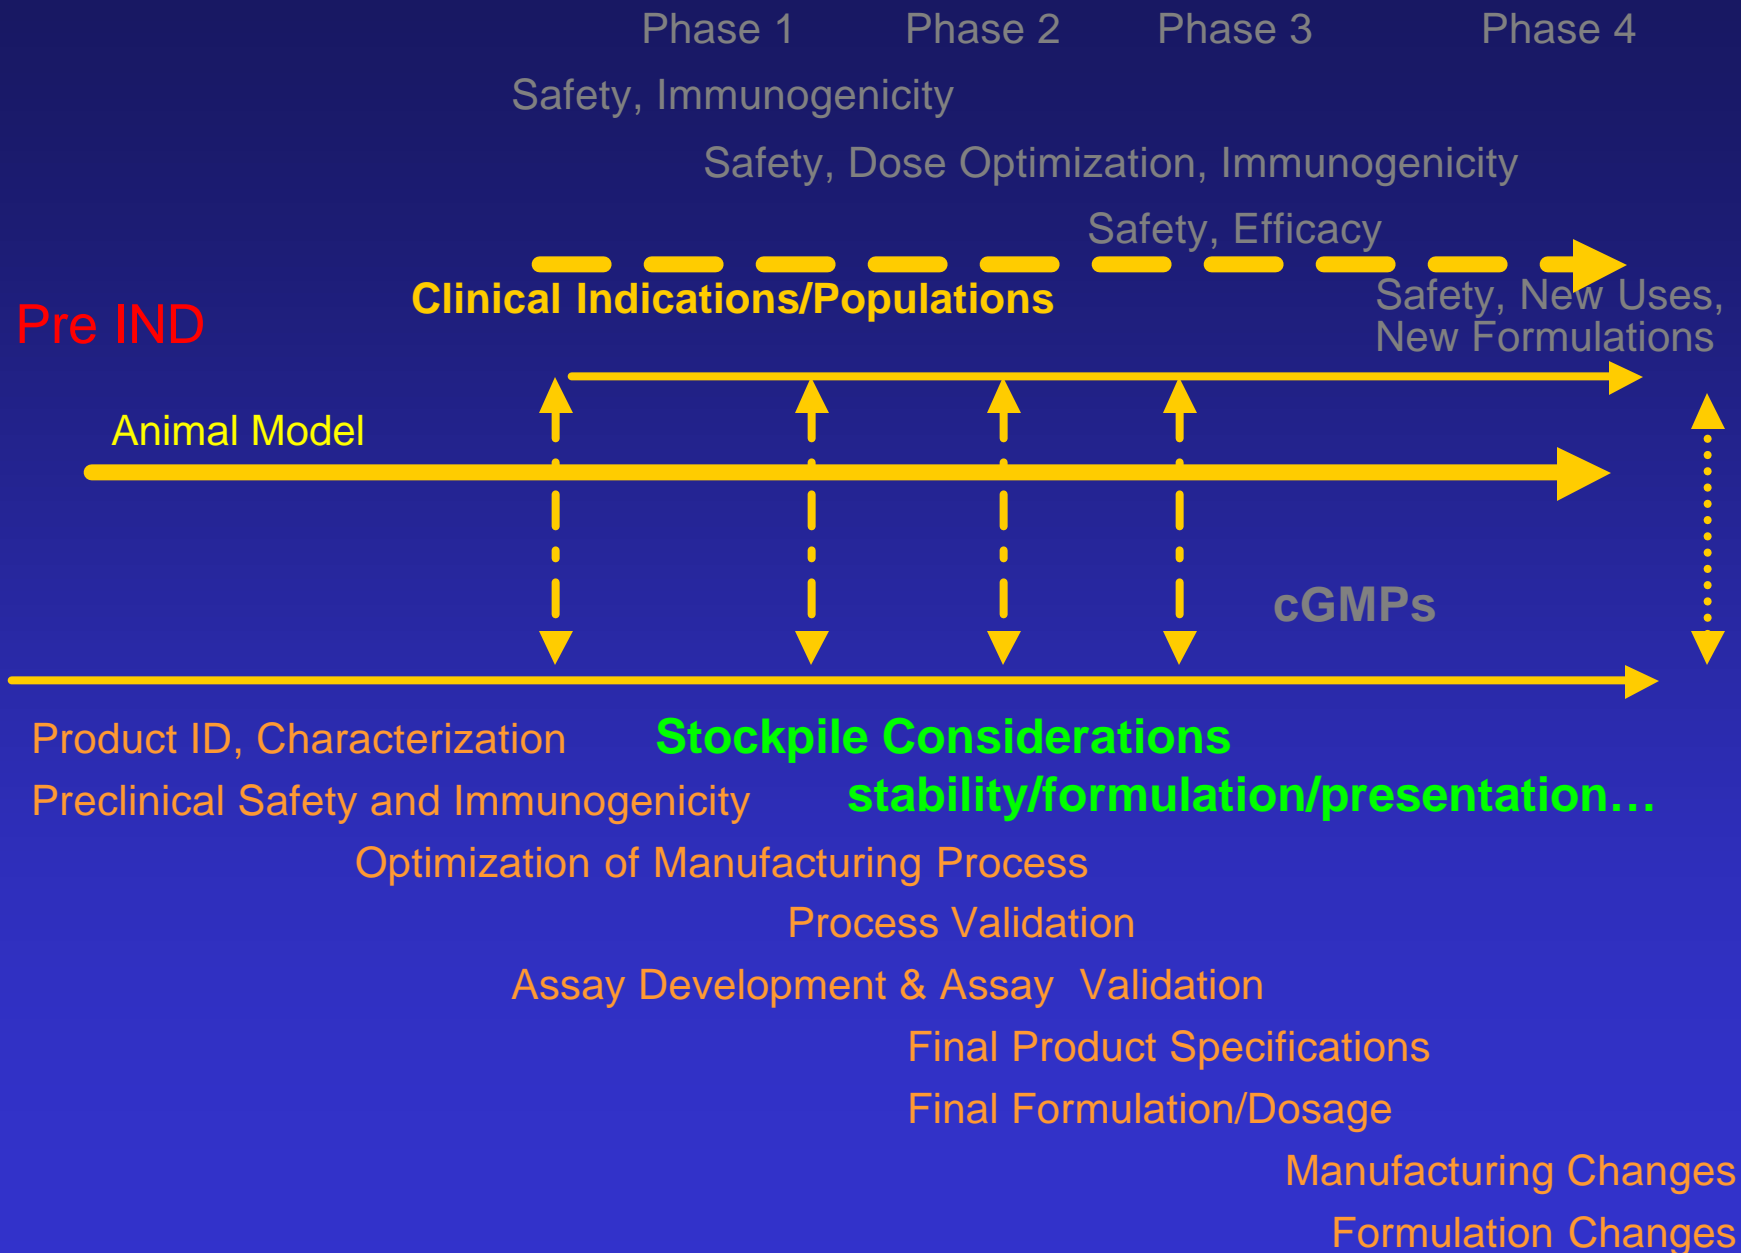 Phase 1 Phase 2 Phase 3 Phase 4
Safety, Immunogenicity
Safety, Dose Optimization, Immunogenicity
Safety, Efficacy
Clinical Indications/Populations
Safety, New Uses,
New Formulations
Pre IND
Animal Model
cGMPs
Product ID, Characterization
Stockpile Considerations
Preclinical Safety and Immunogenicity
stability/formulation/presentation…
Optimization of Manufacturing Process
Process Validation
Assay Development & Assay Validation
Final Product Specifications
Final Formulation/Dosage
Manufacturing Changes
Formulation Changes